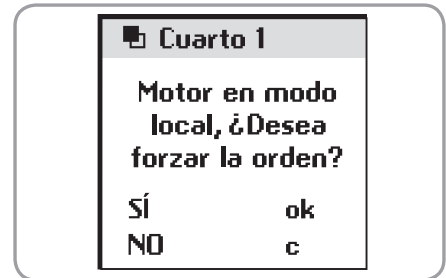 Cuarto 1
Motor en modo
local, ¿Desea
forzar la orden?
SÍ ok
NO c